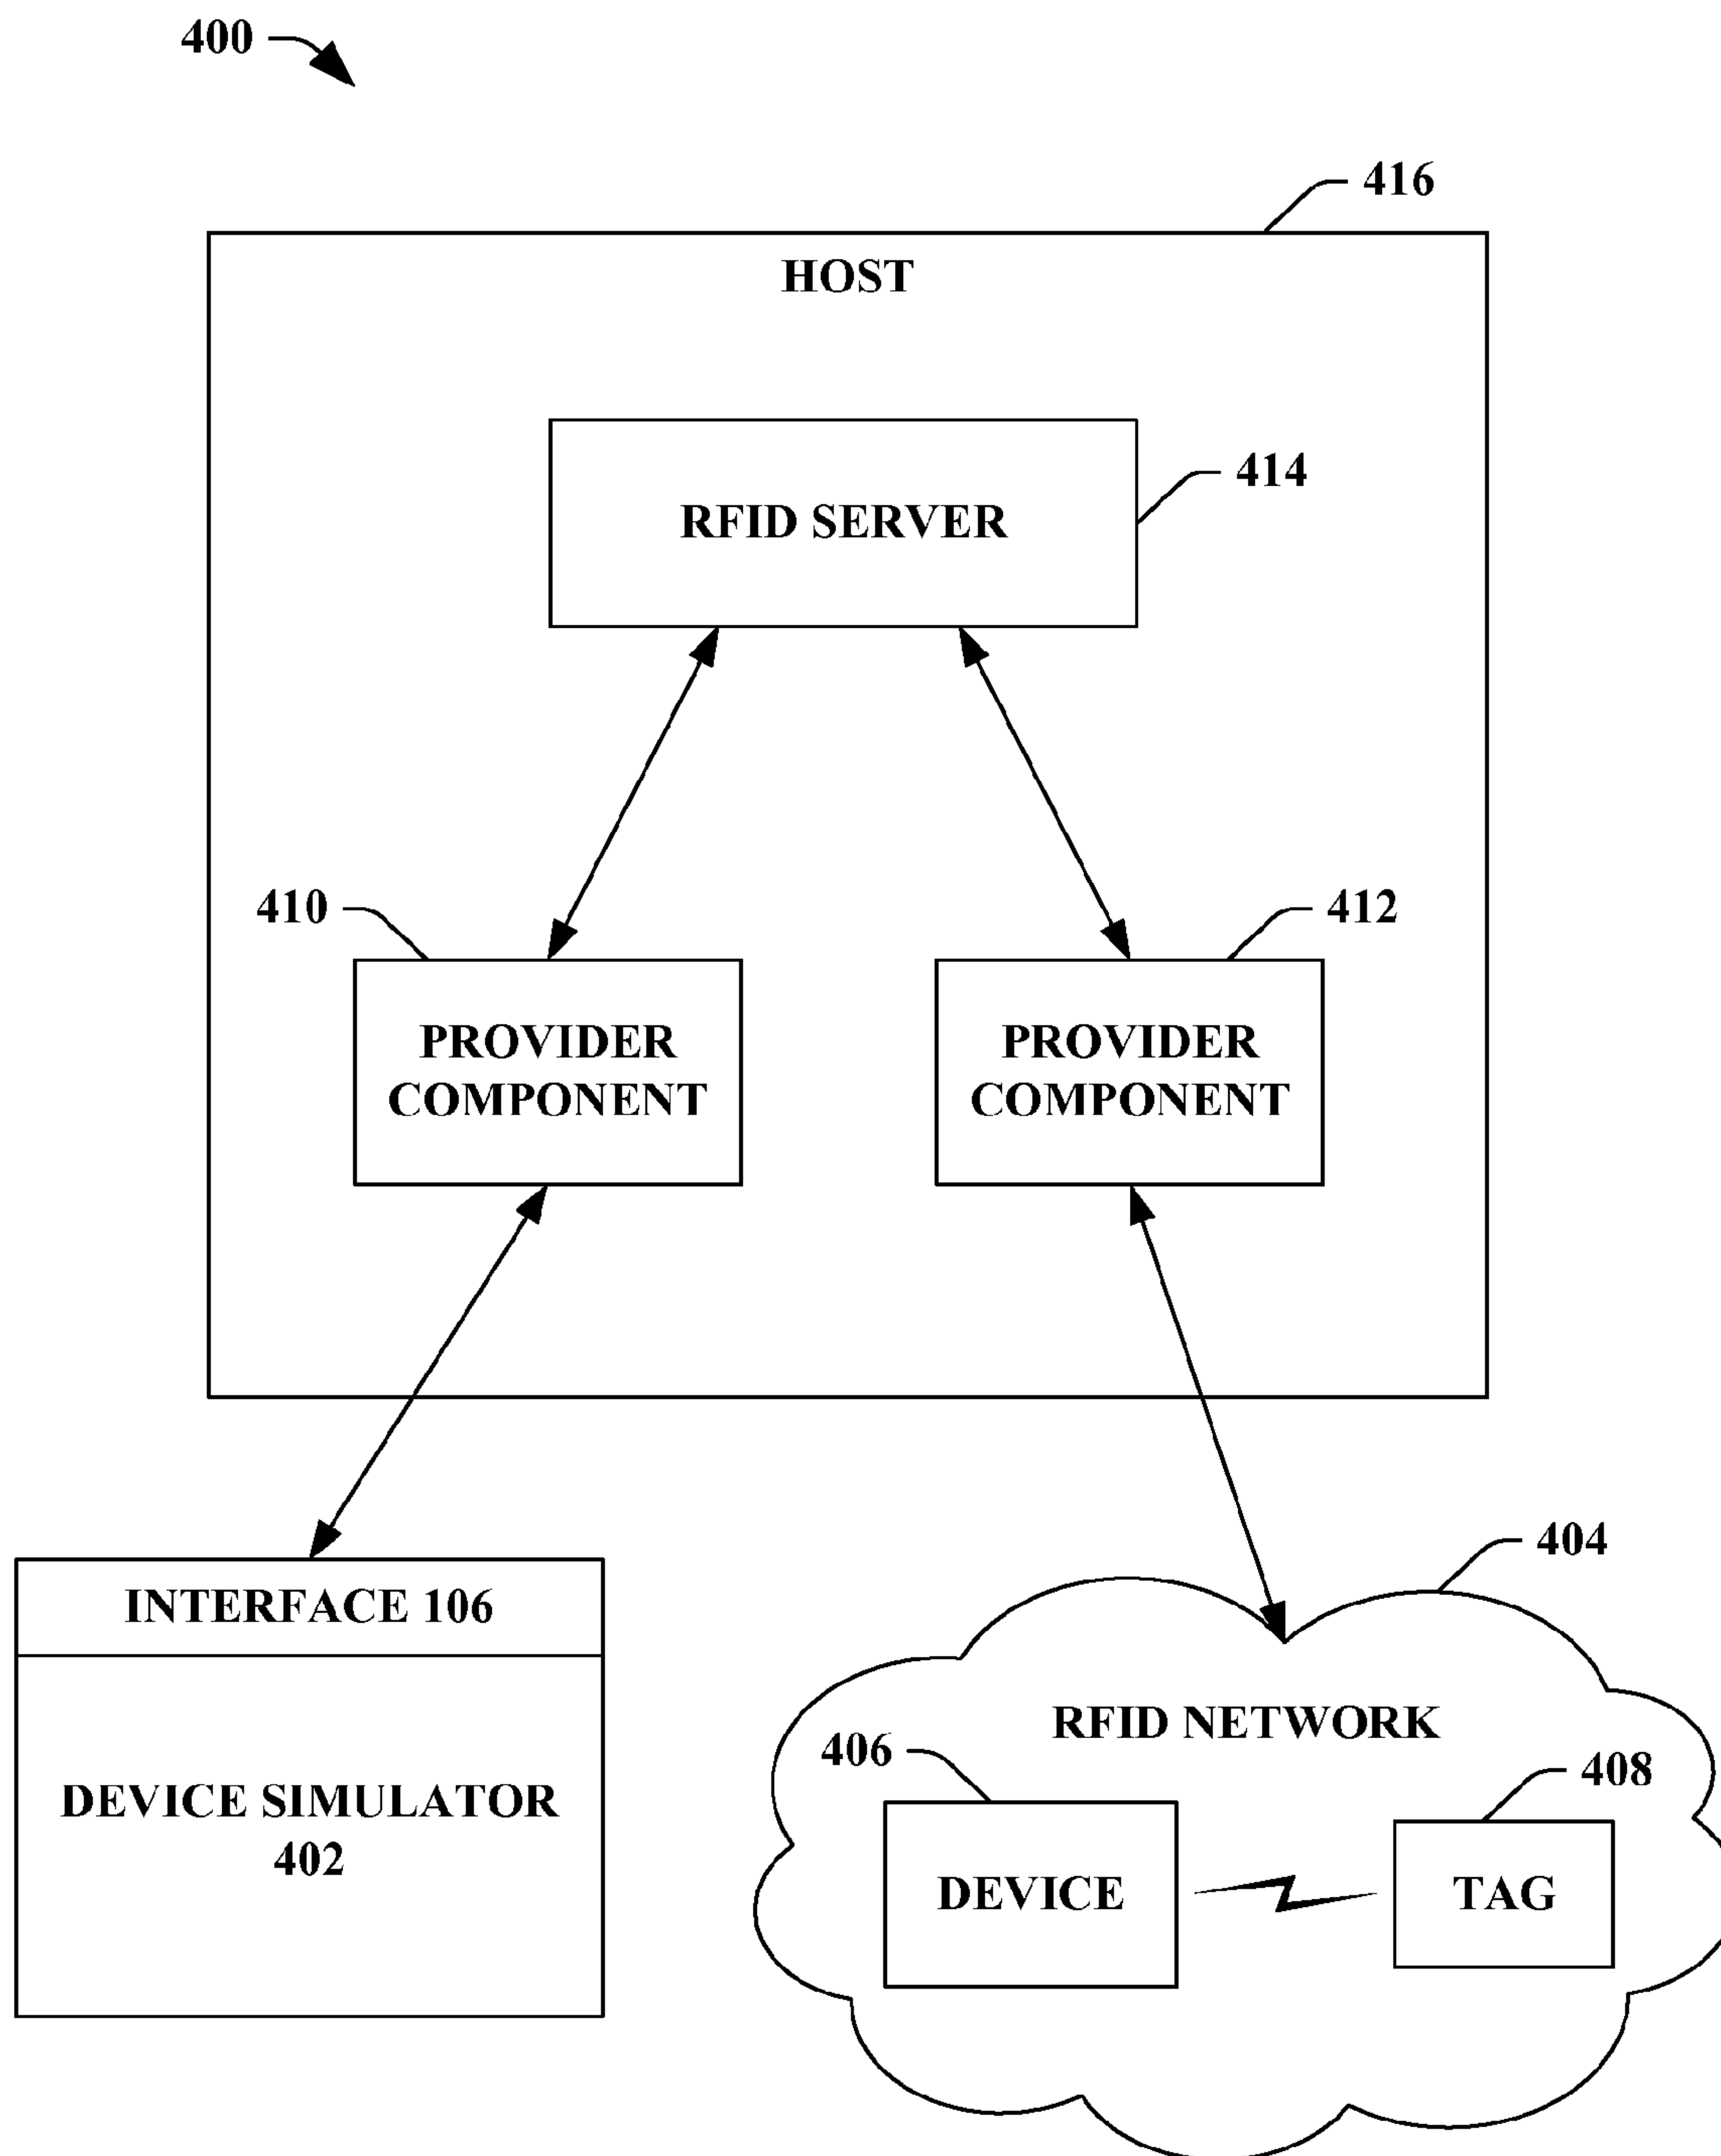 400
416
HOST
414
RFID SERVER
410
412
PROVIDER
COMPONENT
PROVIDER
COMPONENT
404
INTERFACE 106
RFID NETWORK
406
408
DEVICE SIMULATOR
402
DEVICE
TAG